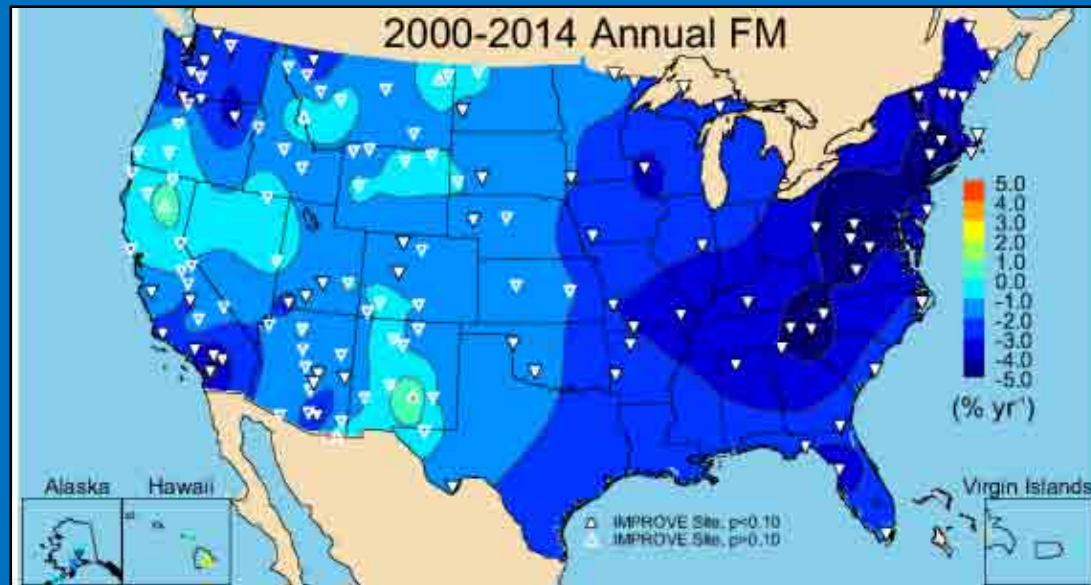 2000-2014 Annual FM
5.0
4.0
3.0
2.0
1.0
0.0
-1.0
-2.0
-3.0
-4.0
-5.0
(% yr⁻¹)
Alaska
Hawaii
Virgin Islands
IMPROVE Site, p<0.10
IMPROVE Site, p>0.10